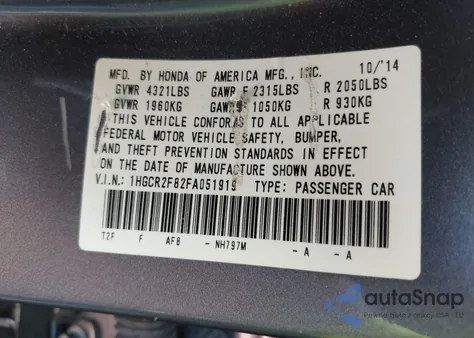 MFD. BY HONDA OF AMERICA MFG., INC. 10/'14
GVWR 4321LBS GAWR F 2315LBS R 2050LBS
GVWR 1960KG GAWR F 1050KG R 930KG
THIS VEHICLE CONFORMS TO ALL APPLICABLE
FEDERAL MOTOR VEHICLE SAFETY, BUMPER,
AND THEFT PREVENTION STANDARDS IN EFFECT
ON THE DATE OF MANUFACTURE SHOWN ABOVE.
V.I.N.: 1HGCR2F82FA051919 TYPE: PASSENGER CAR
T2F F AF8 - NH797M - A - A
autoSnap